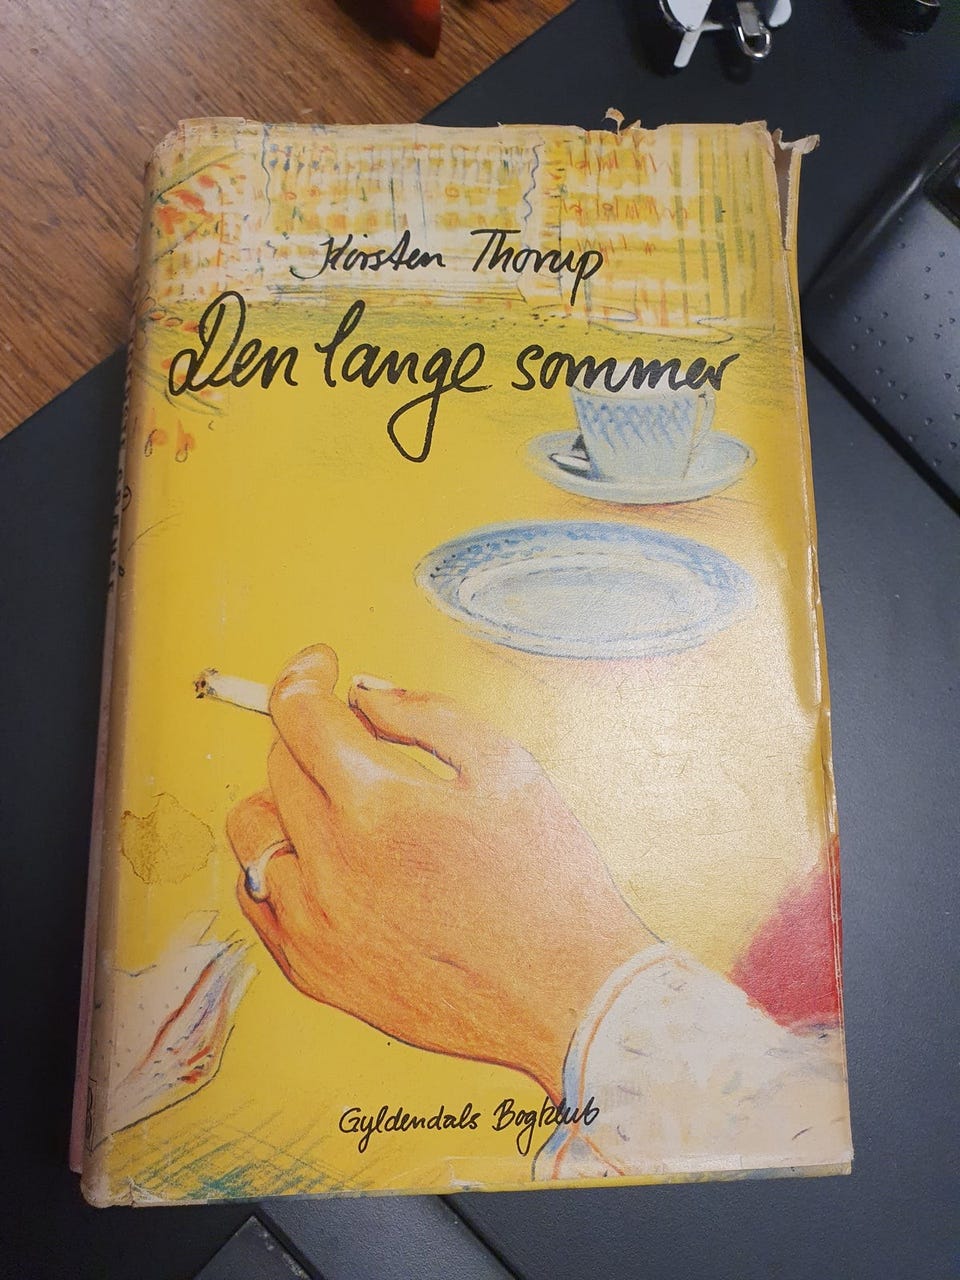 Kirsten Thorup
Den lange sommer
Gyldendals Bogklub